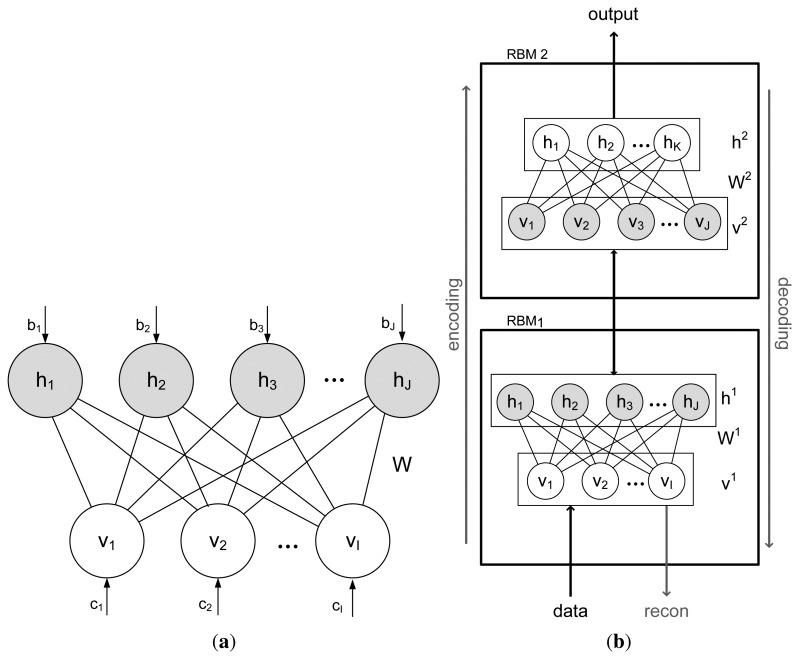 b₁ b₂ b₃ bJ
h₁ h₂ h₃ ... hJ
W
v₁ v₂ ... vI
c₁ c₂ cI
(a)
output
RBM 2
h₁ h₂ ... hK h²
W²
v₁ v₂ v₃ ... vJ v²
encoding
decoding
RBM₁
h₁ h₂ h₃ ... hJ h¹
W¹
v₁ v₂ ... vI v¹
data recon
(b)